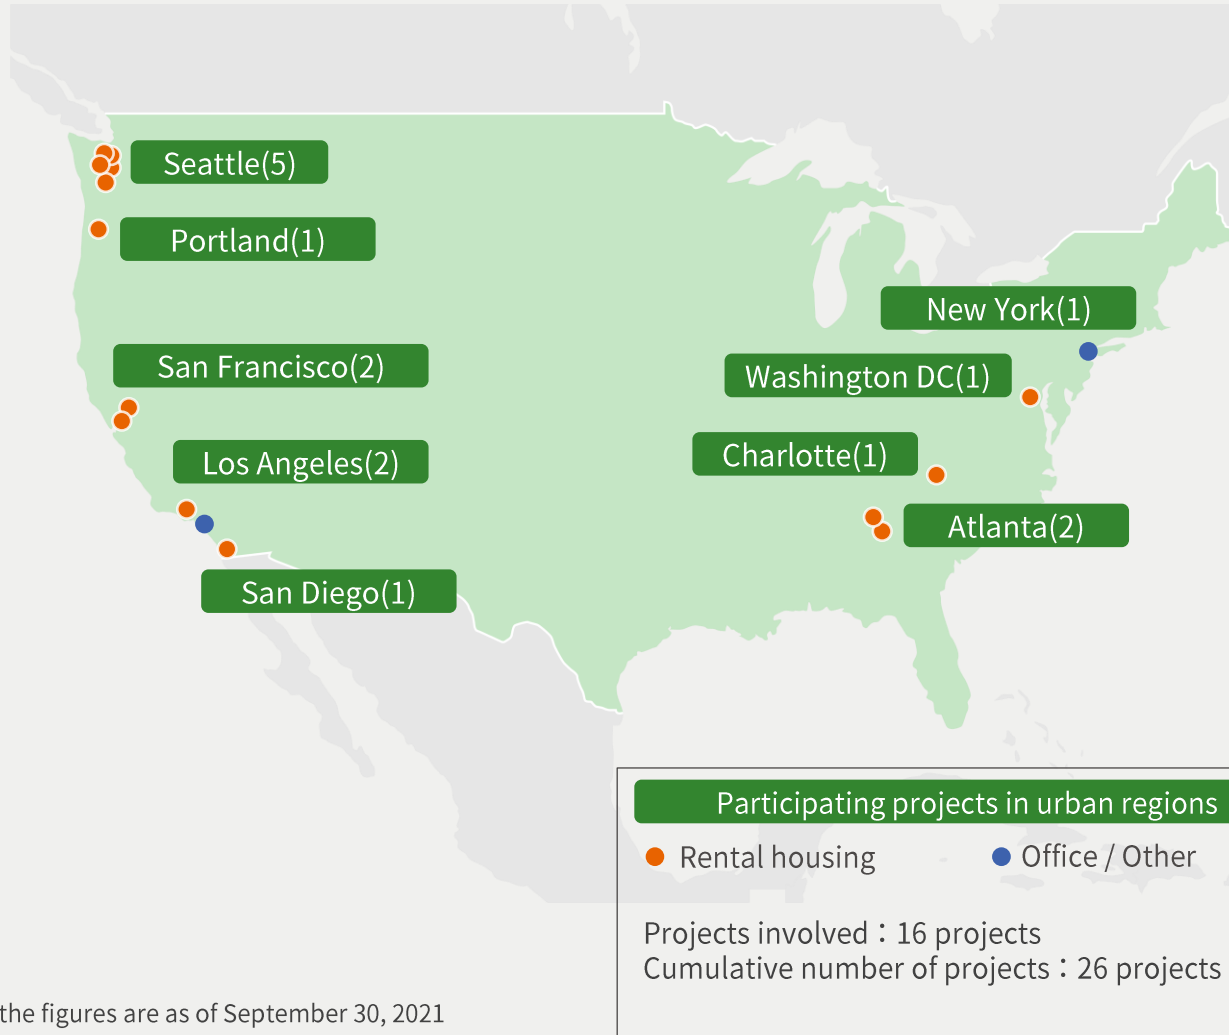 Seattle(5)
Portland(1)
New York(1)
San Francisco(2)
Washington DC(1)
Charlotte(1)
Los Angeles(2)
Atlanta(2)
San Diego(1)
Participating projects in urban regions
Rental housing
Office / Other
Projects involved：16 projects
Cumulative number of projects：26 projects
the figures are as of September 30, 2021